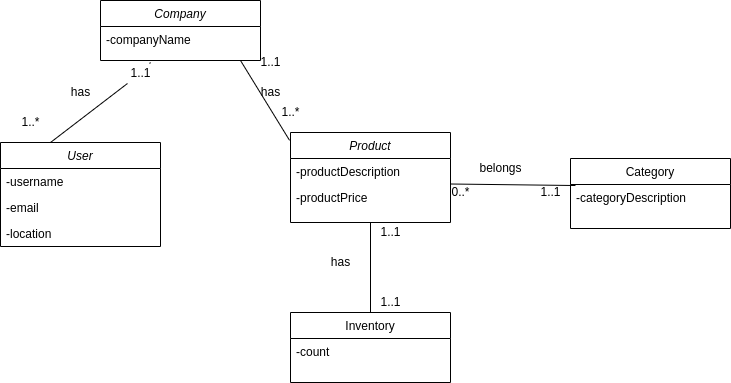 Company
-companyName
1..1
has
1..*
1..1
has
1..*
User
-username
-email
-location
Product
-productDescription
-productPrice
belongs
0..*
1..1
Category
-categoryDescription
1..1
has
1..1
Inventory
-count